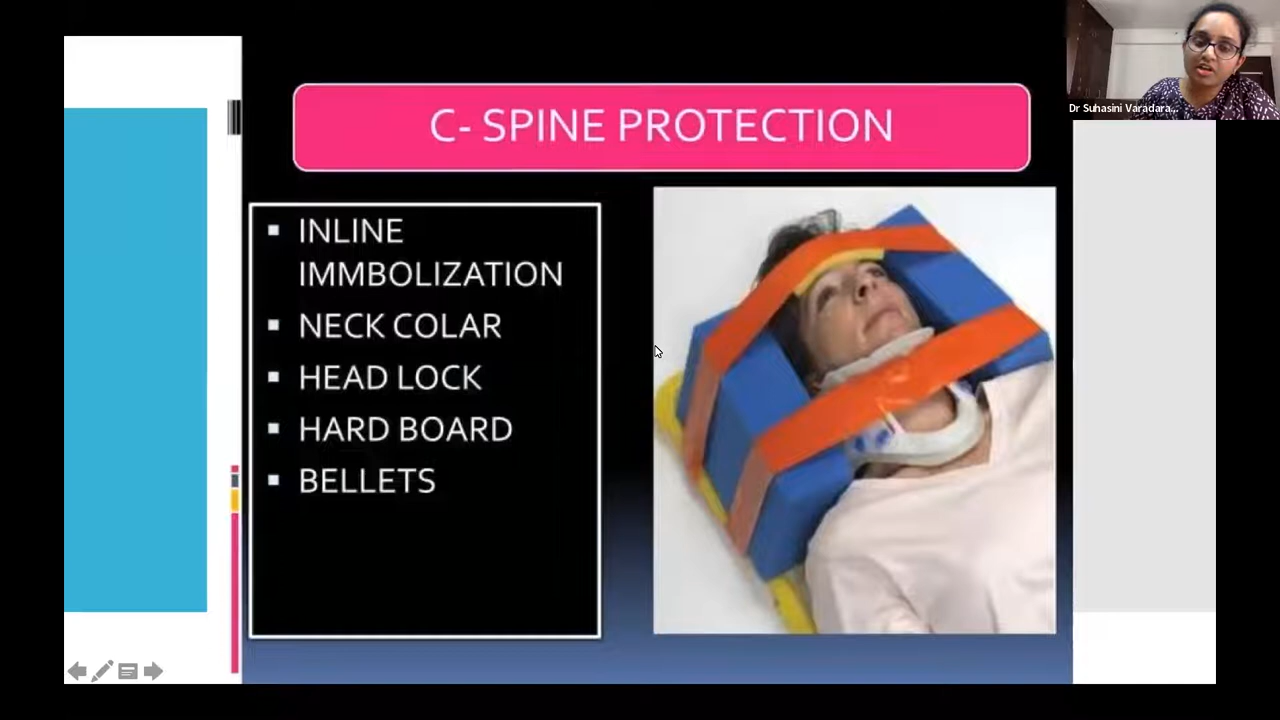 C- SPINE PROTECTION
▪ INLINE
IMMBOLIZATION
▪ NECK COLAR
▪ HEAD LOCK
▪ HARD BOARD
▪ BELLETS
Dr Suhasini Varadara...